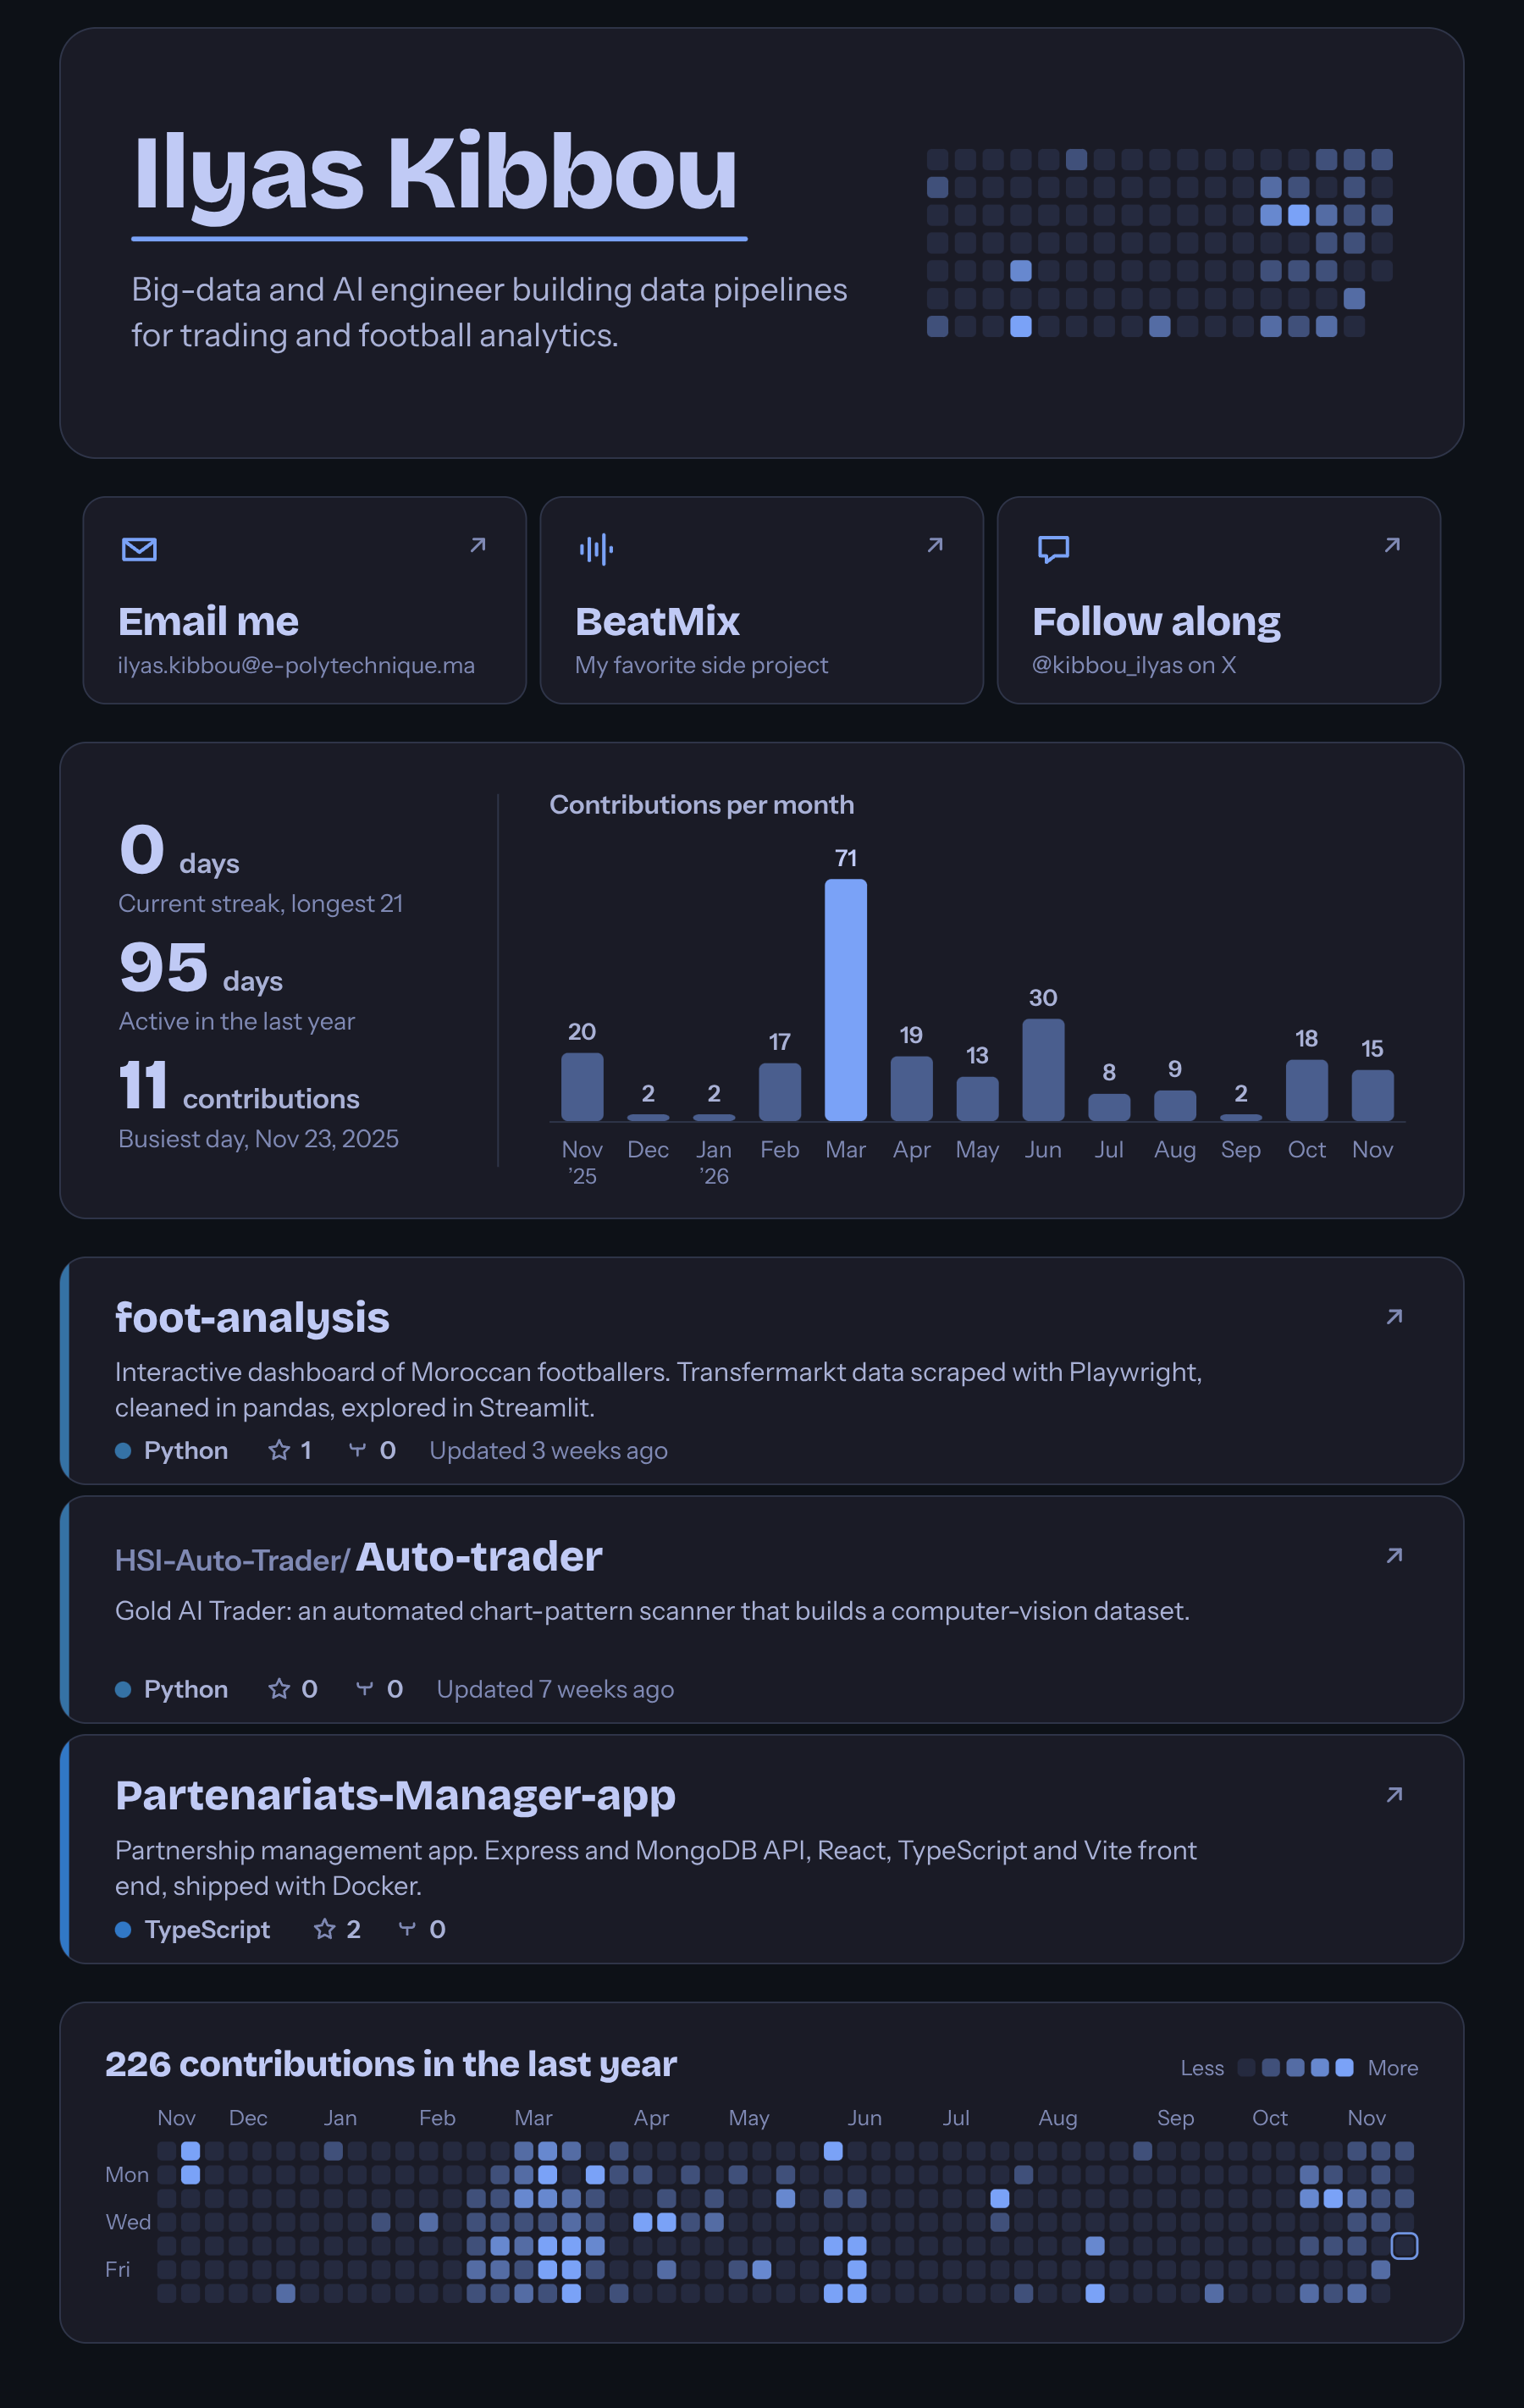 Ilyas Kibbou
Big-data and AI engineer building data pipelines
for trading and football analytics.
Email me
ilyas.kibbou@e-polytechnique.ma
BeatMix
My favorite side project
Follow along
@kibbou_ilyas on X
0 days
Current streak, longest 21
95 days
Active in the last year
11 contributions
Busiest day, Nov 23, 2025
Contributions per month
20 2 2 17 71 19 13 30 8 9 2 18 15
Nov Dec Jan Feb Mar Apr May Jun Jul Aug Sep Oct Nov
’25 ’26
foot-analysis
Interactive dashboard of Moroccan footballers. Transfermarkt data scraped with Playwright,
cleaned in pandas, explored in Streamlit.
Python 1 0 Updated 3 weeks ago
HSI-Auto-Trader/ Auto-trader
Gold AI Trader: an automated chart-pattern scanner that builds a computer-vision dataset.
Python 0 0 Updated 7 weeks ago
Partenariats-Manager-app
Partnership management app. Express and MongoDB API, React, TypeScript and Vite front
end, shipped with Docker.
TypeScript 2 0
226 contributions in the last year
Less More
Nov Dec Jan Feb Mar Apr May Jun Jul Aug Sep Oct Nov
Mon
Wed
Fri